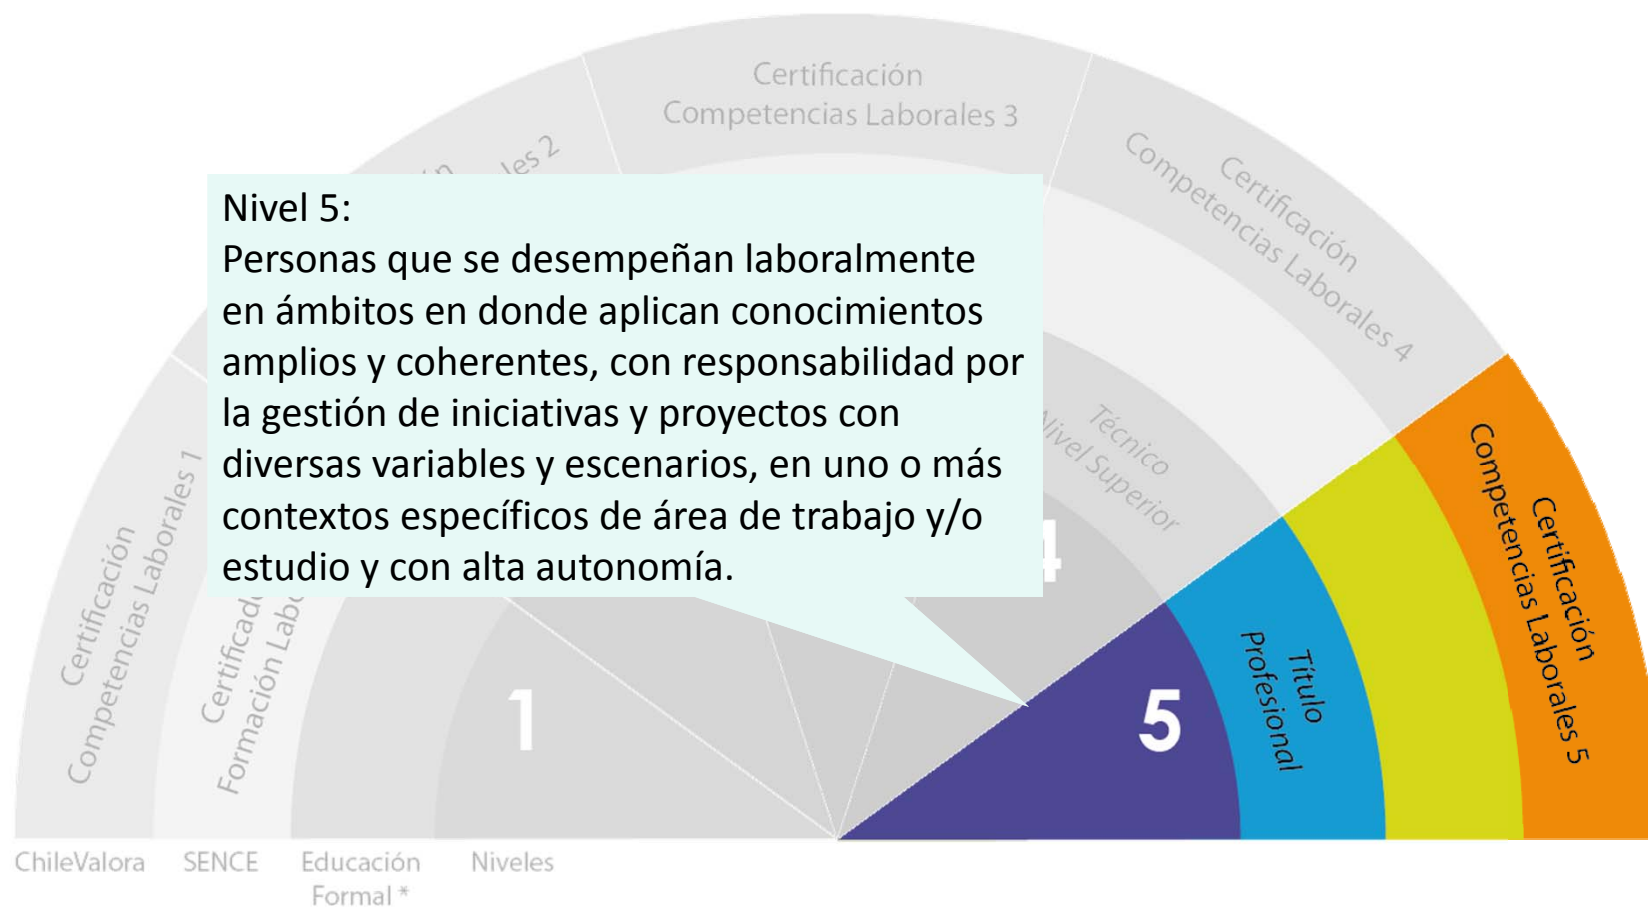 Certificación
Competencias Laborales 3
Certificación
Competencias Laborales 4
Nivel 5:
Personas que se desempeñan laboralmente
en ámbitos en donde aplican conocimientos
amplios y coherentes, con responsabilidad por
la gestión de iniciativas y proyectos con
diversas variables y escenarios, en uno o más
contextos específicos de área de trabajo y/o
estudio y con alta autonomía.
Certificación
Competencias Laborales 1
Formación
Técnico
Nivel Superior
Certificación
Competencias Laborales 5
Título
Profesional
1
5
ChileValora
SENCE
Educación
Formal *
Niveles